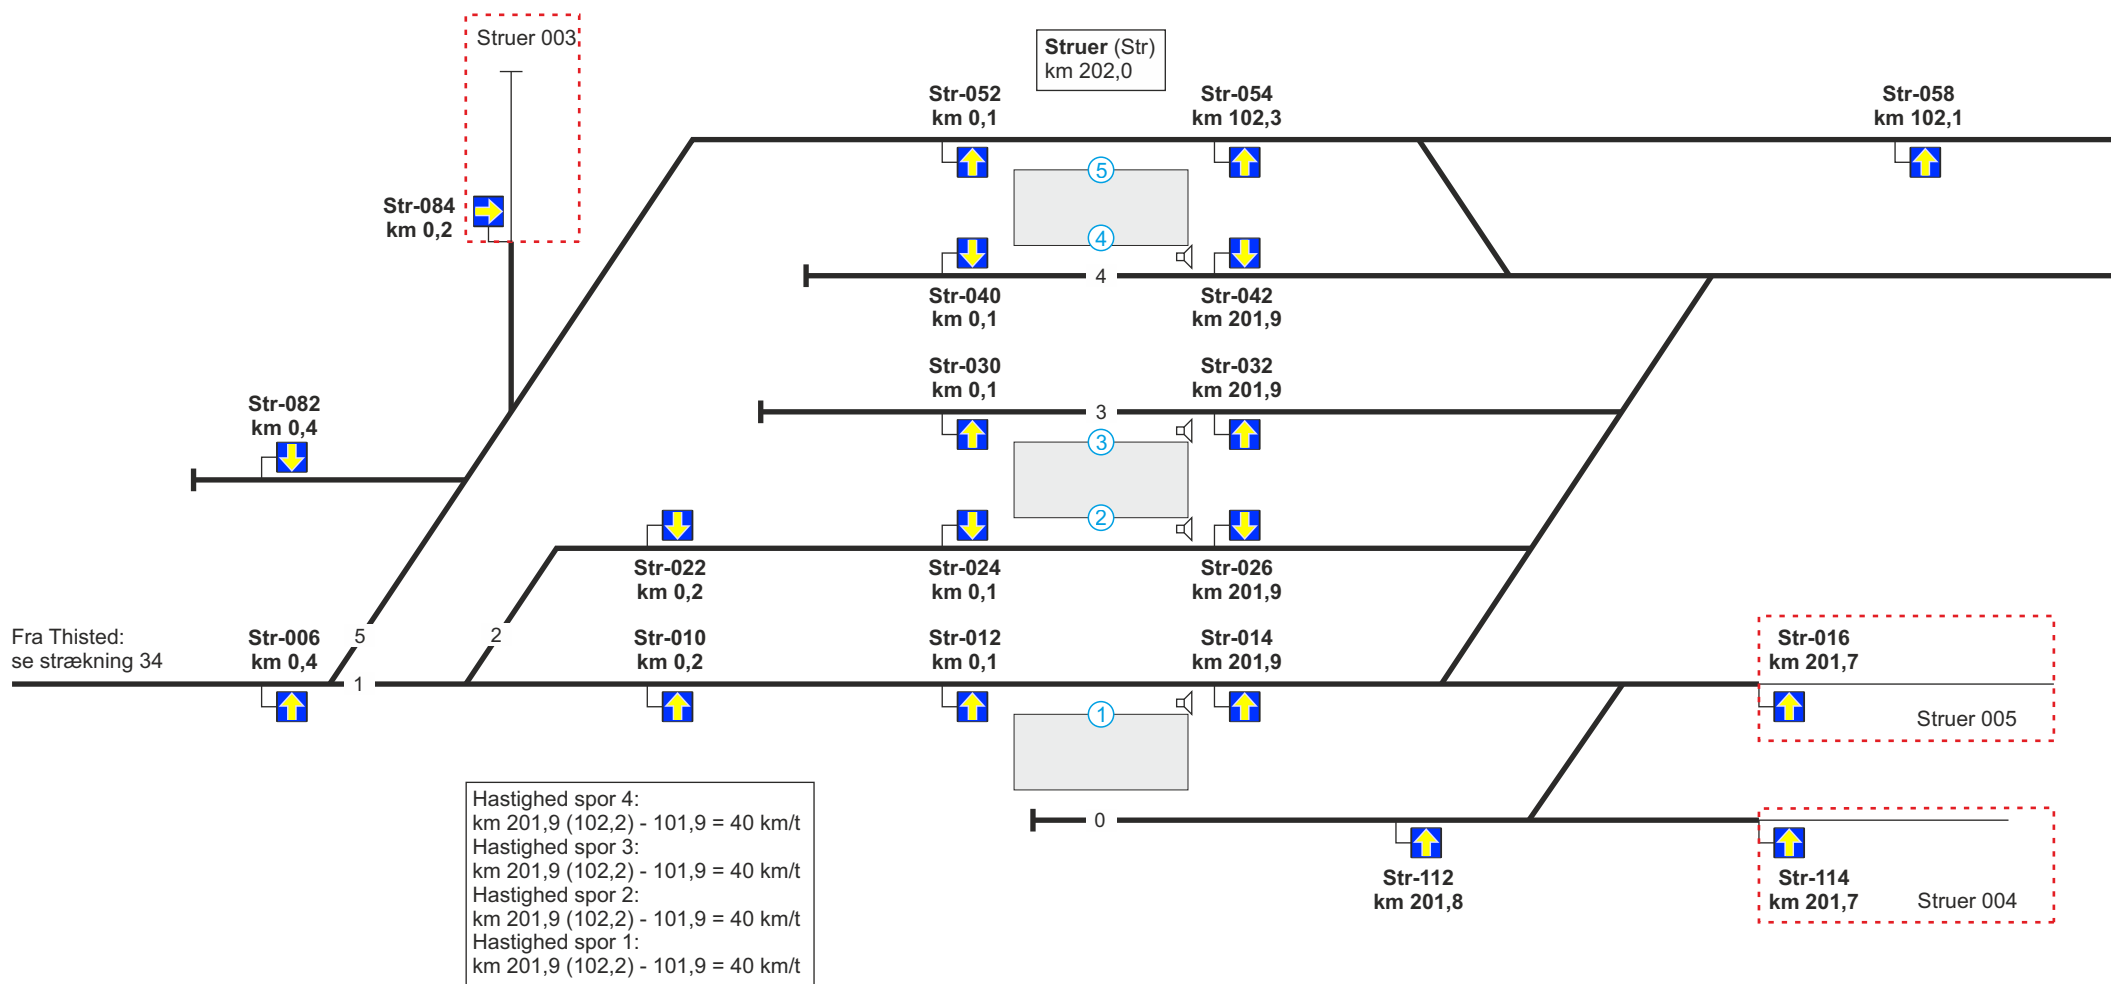 Struer 003
Struer (Str)
km 202,0
Str-052
km 0,1
Str-054
km 102,3
Str-058
km 102,1
5
Str-084
km 0,2
4
4
Str-040
km 0,1
Str-042
km 201,9
Str-030
km 0,1
Str-032
km 201,9
Str-082
km 0,4
3
3
2
Str-022
km 0,2
Str-024
km 0,1
Str-026
km 201,9
Fra Thisted:
se strækning 34
Str-006
km 0,4
5
2
Str-010
km 0,2
Str-012
km 0,1
Str-014
km 201,9
Str-016
km 201,7
1
1
Struer 005
Hastighed spor 4:
km 201,9 (102,2) - 101,9 = 40 km/t
Hastighed spor 3:
km 201,9 (102,2) - 101,9 = 40 km/t
Hastighed spor 2:
km 201,9 (102,2) - 101,9 = 40 km/t
Hastighed spor 1:
km 201,9 (102,2) - 101,9 = 40 km/t
0
Str-112
km 201,8
Str-114
km 201,7
Struer 004